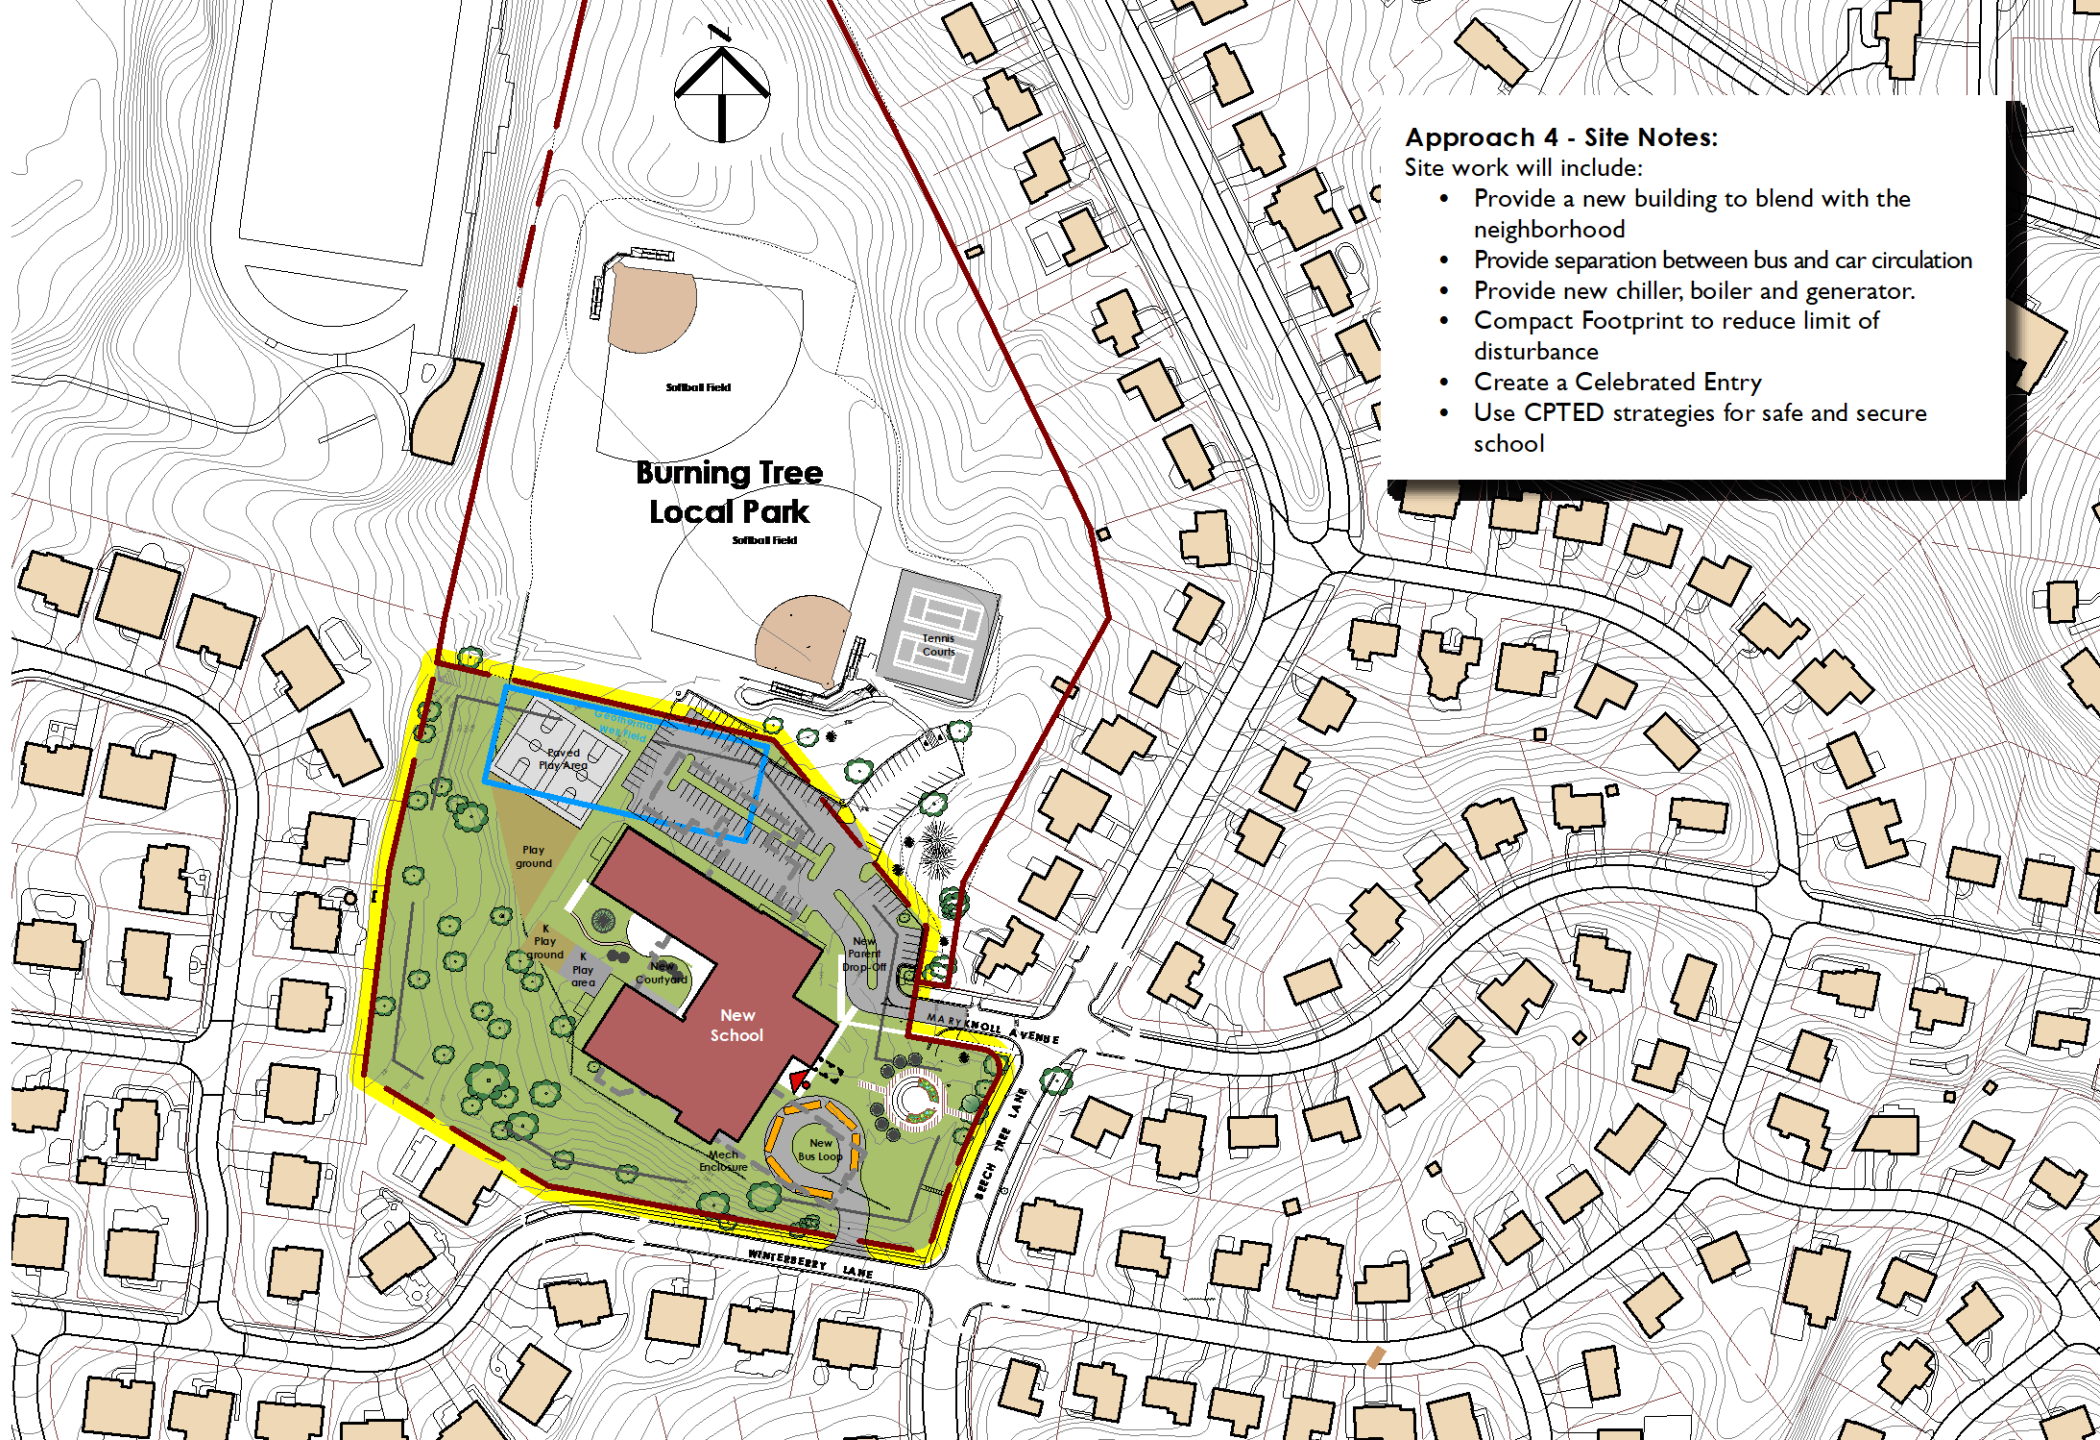 N
Approach 4 - Site Notes:
Site work will include:
• Provide a new building to blend with the
neighborhood
• Provide separation between bus and car circulation
• Provide new chiller, boiler and generator.
• Compact Footprint to reduce limit of
disturbance
• Create a Celebrated Entry
• Use CPTED strategies for safe and secure
school
Softball Field
Burning Tree
Local Park
Softball Field
Tennis
Courts
Geothermal
Well Field
Paved
Play Area
Play
ground
K
Play
ground
K
Play
area
New
Courtyard
New
Parent
Drop-Off
New
School
MARYKNOLL AVENUE
BEECH TREE LANE
New
Bus Loop
Mech
Enclosure
WINTERBERRY LANE